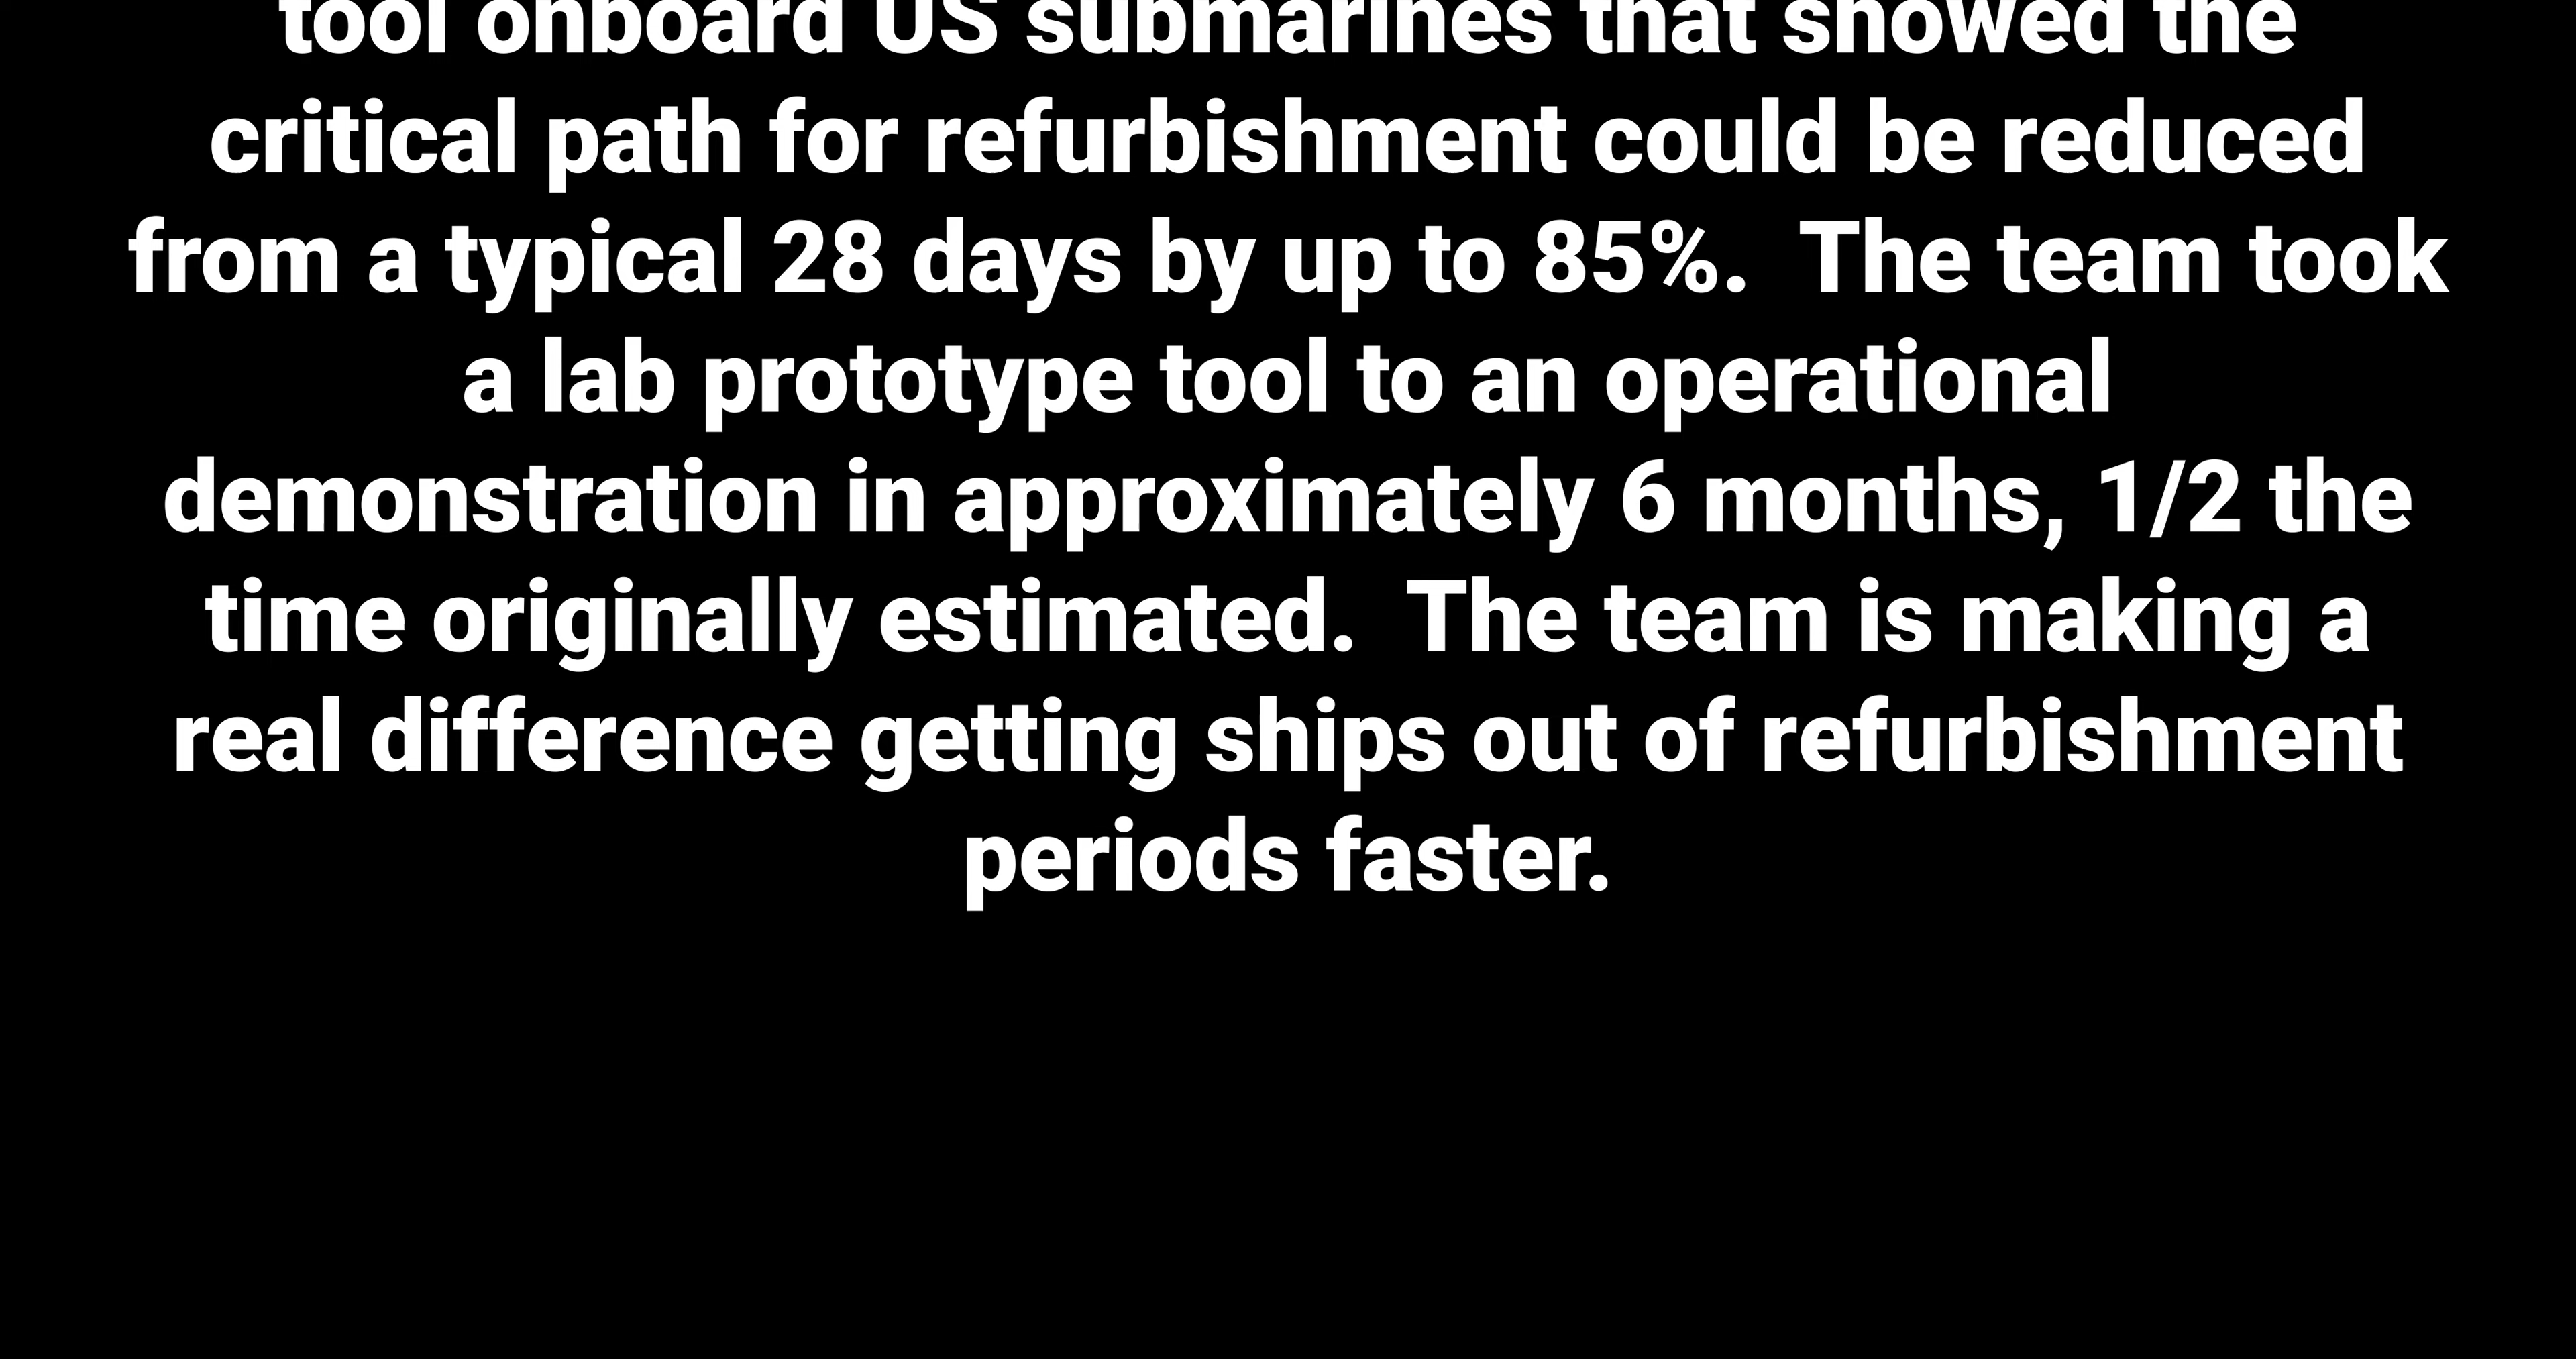 tool onboard US submarines that showed the
critical path for refurbishment could be reduced
from a typical 28 days by up to 85%.  The team took
a lab prototype tool to an operational
demonstration in approximately 6 months, 1/2 the
time originally estimated.  The team is making a
real difference getting ships out of refurbishment
periods faster.